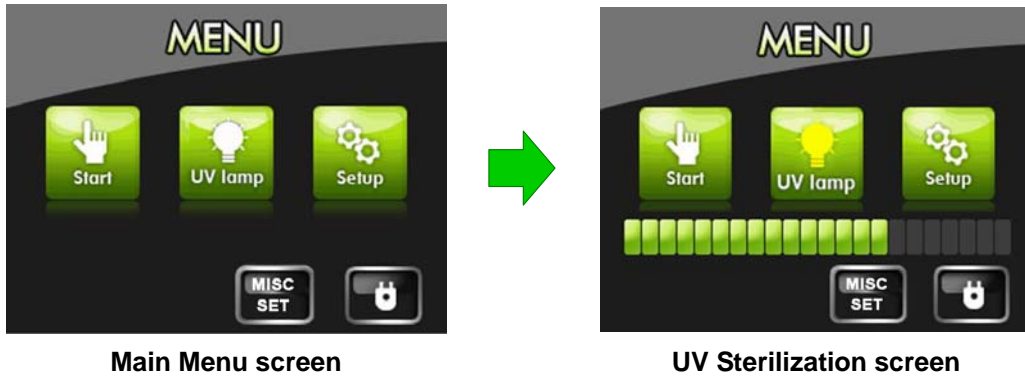 MENU
Start
UV lamp
Setup
MISC
SET
Main Menu screen
MENU
Start
UV lamp
Setup
MISC
SET
UV Sterilization screen